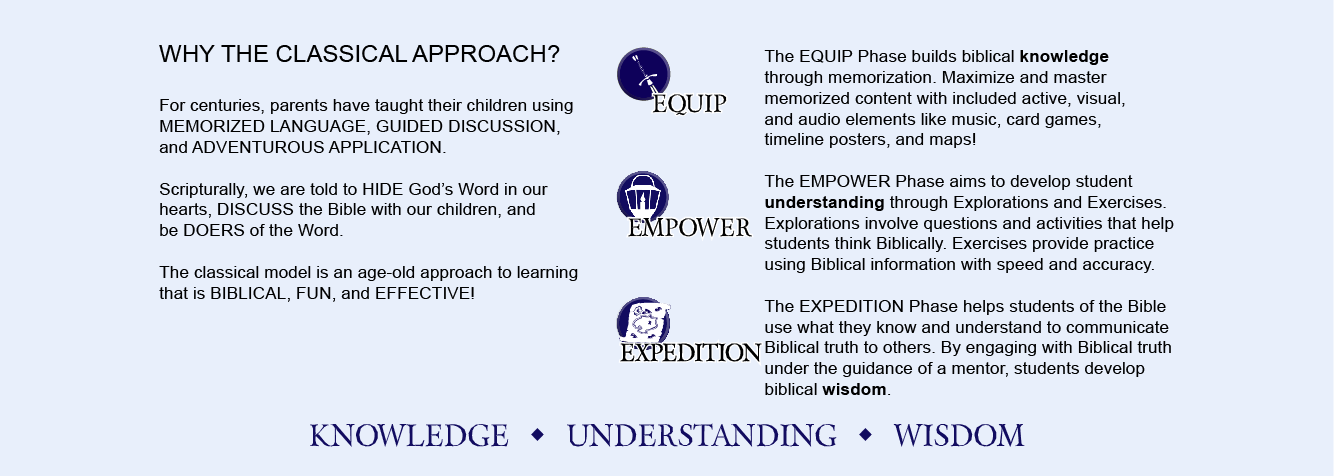 WHY THE CLASSICAL APPROACH?
For centuries, parents have taught their children using
MEMORIZED LANGUAGE, GUIDED DISCUSSION,
and ADVENTUROUS APPLICATION.
Scripturally, we are told to HIDE God’s Word in our
hearts, DISCUSS the Bible with our children, and
be DOERS of the Word.
The classical model is an age-old approach to learning
that is BIBLICAL, FUN, and EFFECTIVE!
EQUIP
The EQUIP Phase builds biblical knowledge
through memorization. Maximize and master
memorized content with included active, visual,
and audio elements like music, card games,
timeline posters, and maps!
EMPOWER
The EMPOWER Phase aims to develop student
understanding through Explorations and Exercises.
Explorations involve questions and activities that help
students think Biblically. Exercises provide practice
using Biblical information with speed and accuracy.
EXPEDITION
The EXPEDITION Phase helps students of the Bible
use what they know and understand to communicate
Biblical truth to others. By engaging with Biblical truth
under the guidance of a mentor, students develop
biblical wisdom.
KNOWLEDGE ◆ UNDERSTANDING ◆ WISDOM